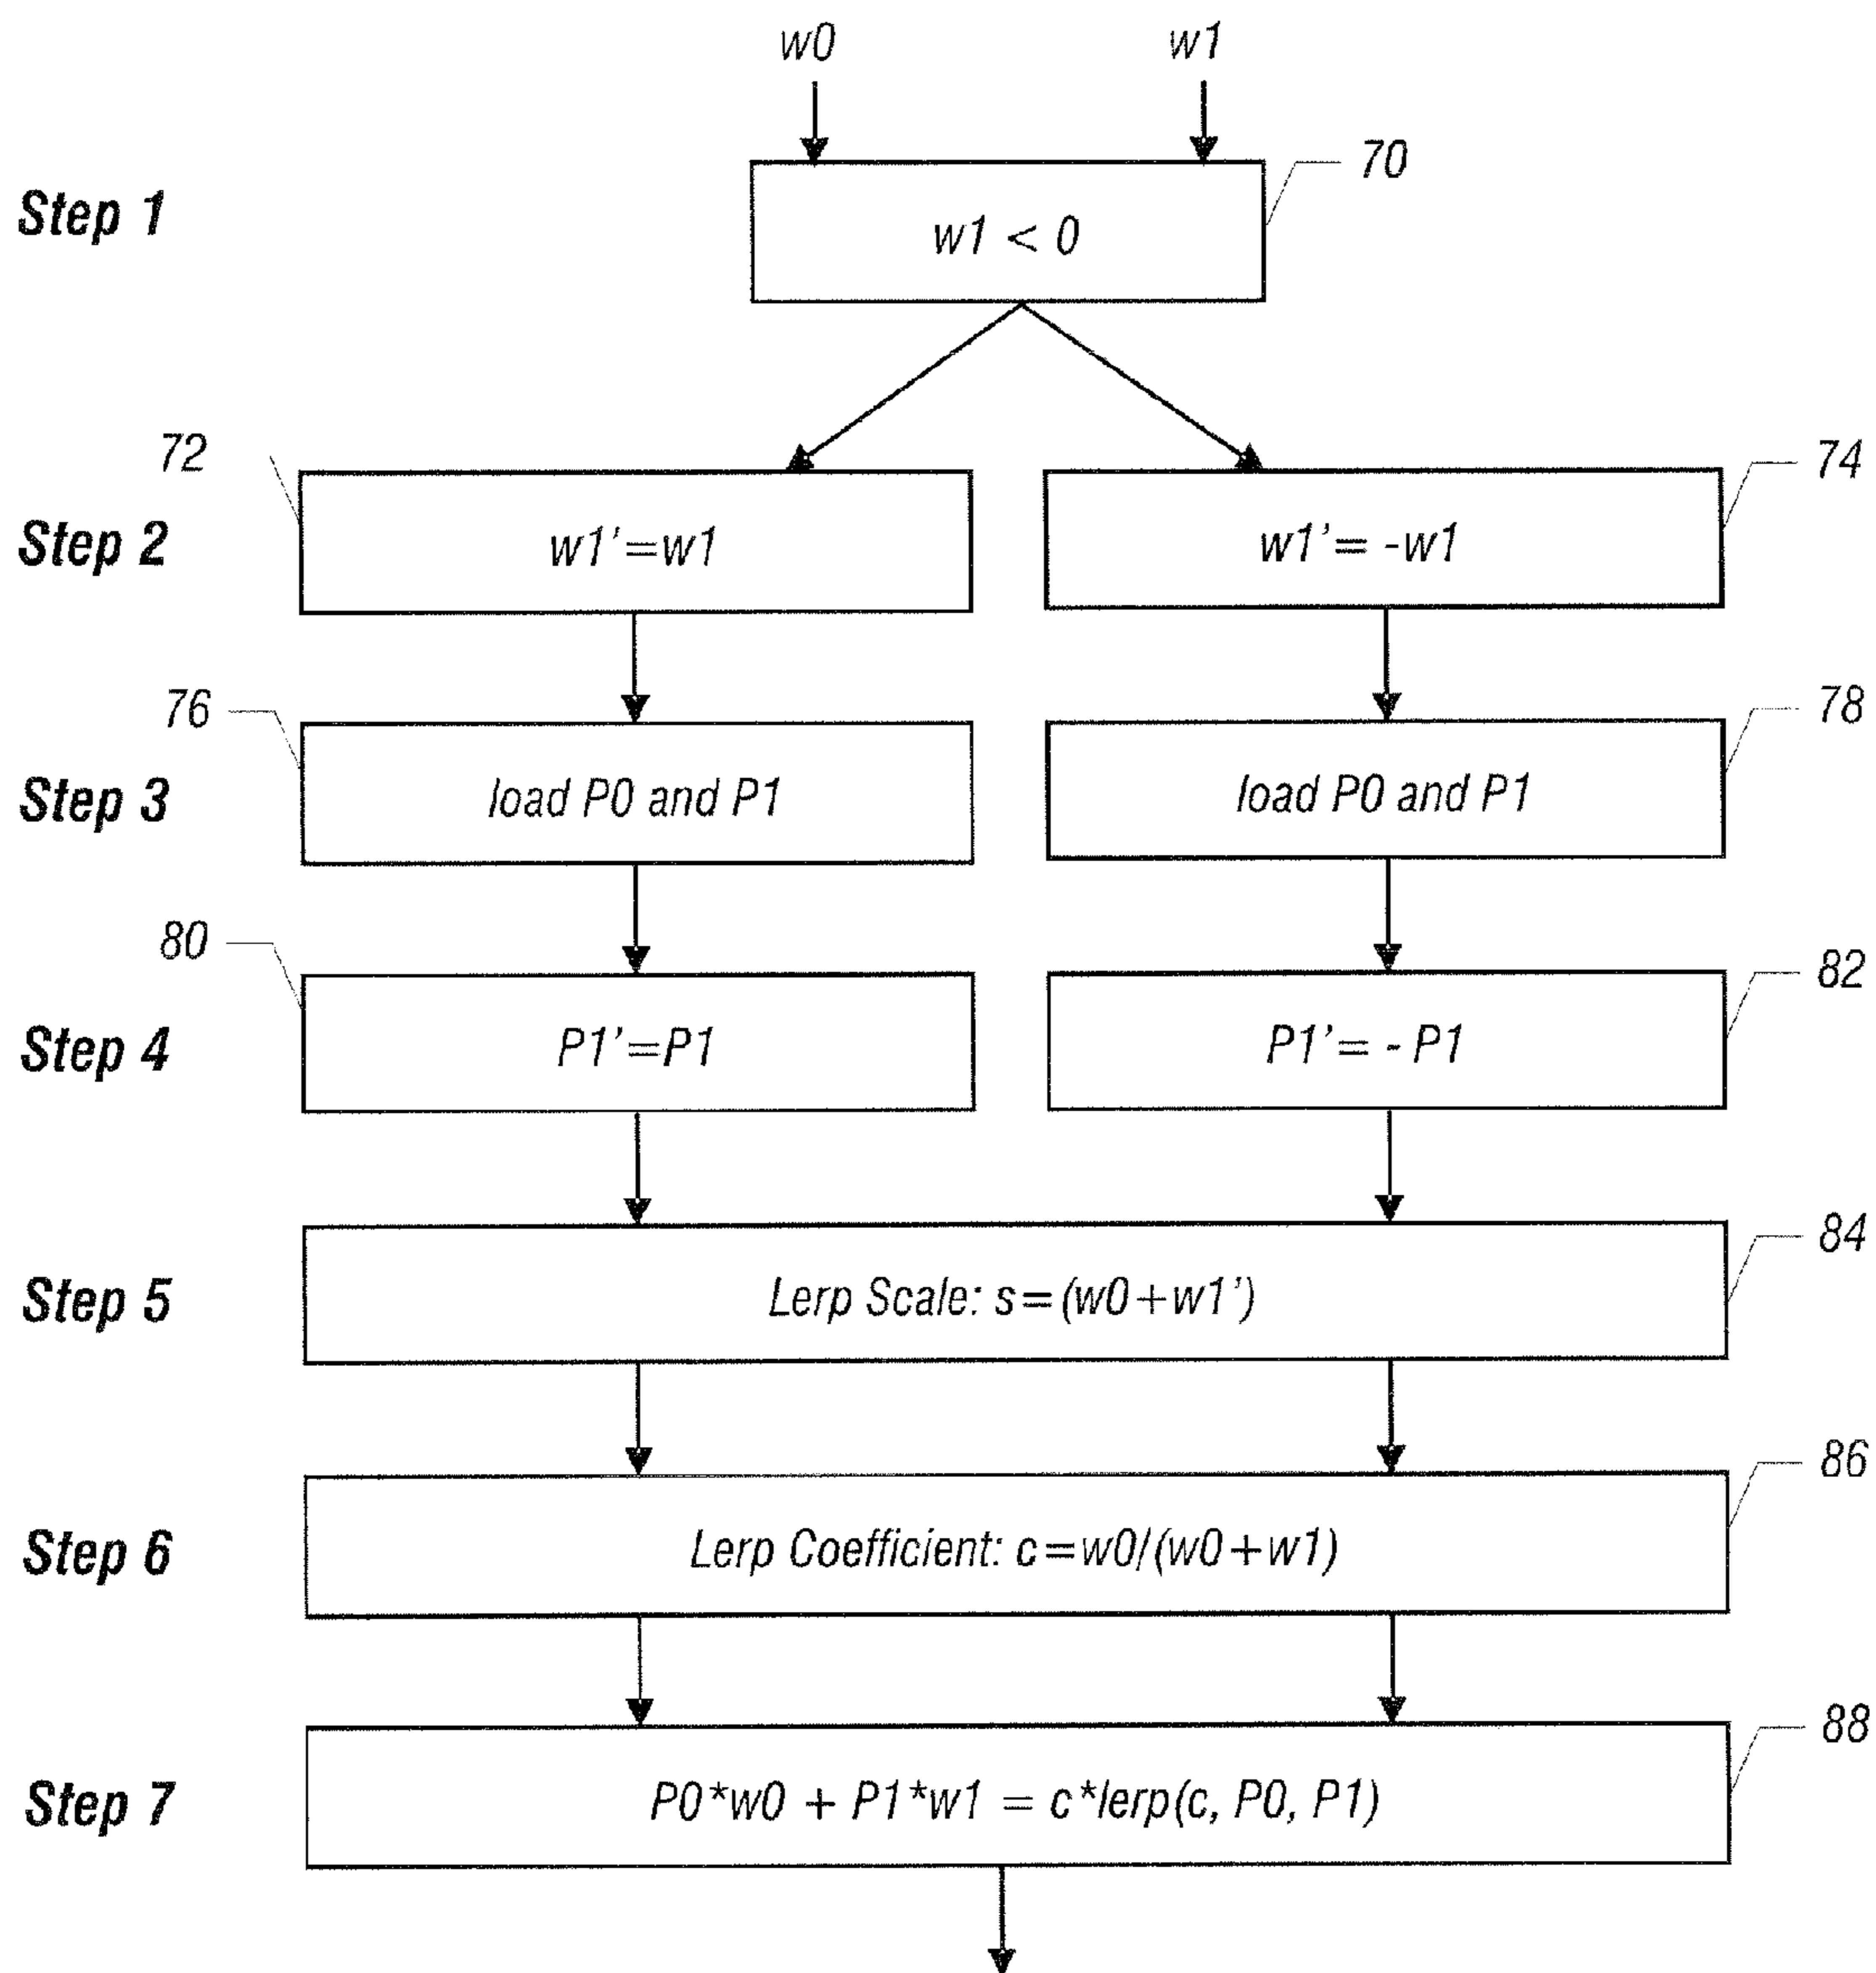 w0 w1
70
Step 1
w1 < 0
72 74
Step 2
w1'=w1
w1'= -w1
76 78
Step 3
load P0 and P1
load P0 and P1
80 82
Step 4
P1'=P1
P1'= - P1
84
Step 5
Lerp Scale: s=(w0+w1')
86
Step 6
Lerp Coefficient: c=w0/(w0+w1)
88
Step 7
P0*w0 + P1*w1 = c*lerp(c, P0, P1)